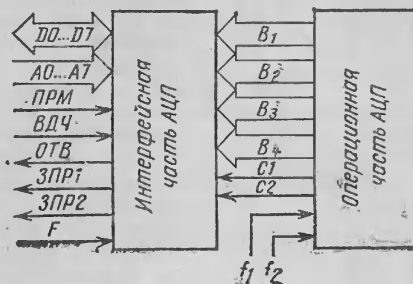 D0...D7
A0...A7
ПРМ
ВДЧ
ОТВ
ЗПР1
ЗПР2
F
Интерфейсная
часть АЦП
B1
B2
B3
B4
C1
C2
Операционная
часть АЦП
f1 f2